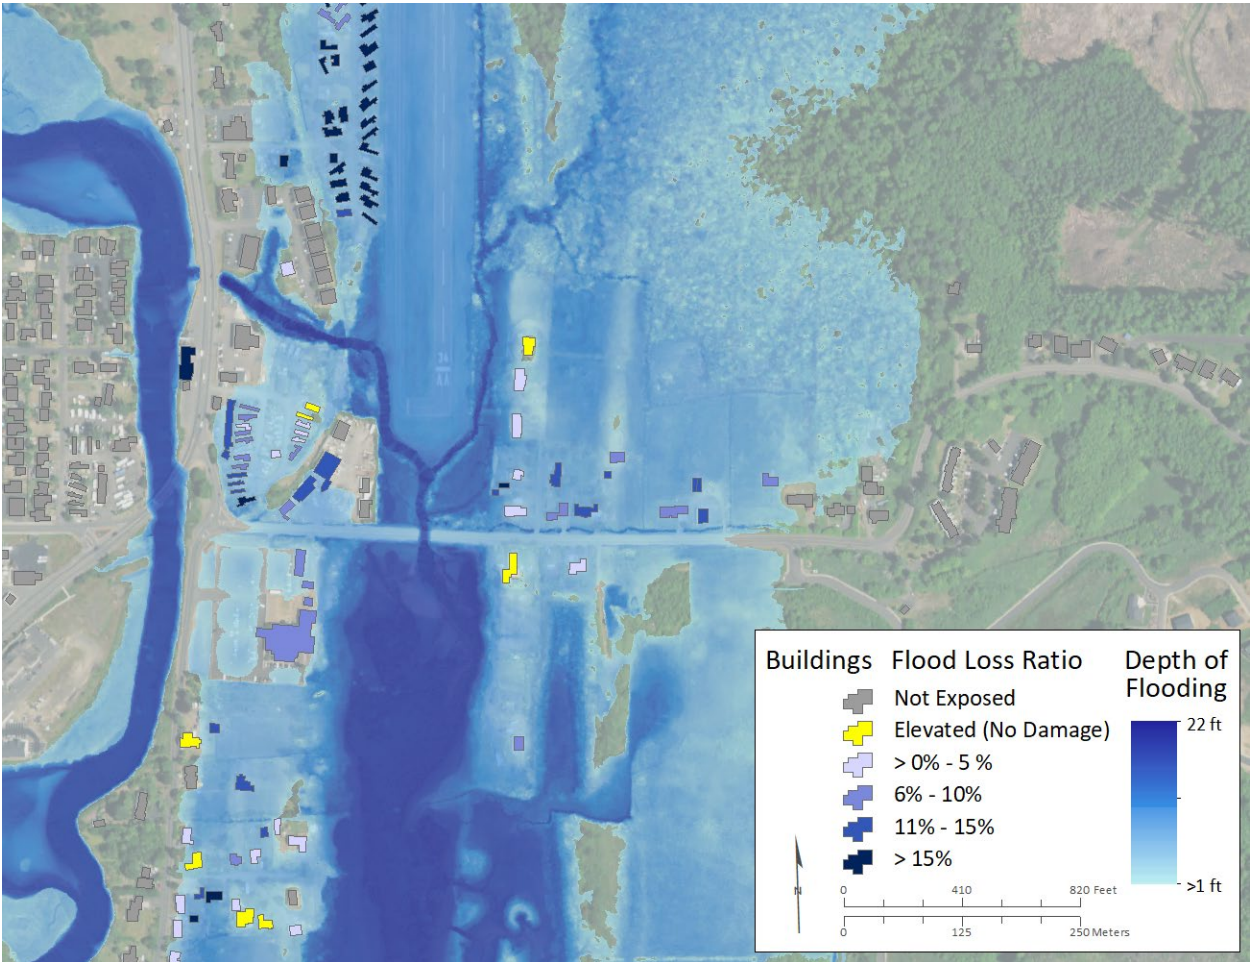 Buildings Flood Loss Ratio Depth of Flooding
Not Exposed
22 ft
Elevated (No Damage)
> 0% - 5 %
6% - 10%
11% - 15%
> 15%
>1 ft
N
0 410 820 Feet
0 125 250 Meters